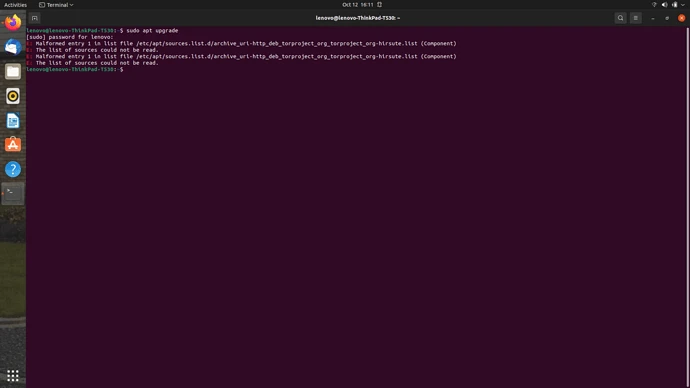 Activities
Terminal
Oct 12 16:11
lenovo@lenovo-ThinkPad-T530: ~
lenovo@lenovo-ThinkPad-T530:~$ sudo apt upgrade
[sudo] password for lenovo:
E: Malformed entry 1 in list file /etc/apt/sources.list.d/archive_uri-http_deb_torproject_org_torproject_org-hirsute.list (Component)
E: The list of sources could not be read.
E: Malformed entry 1 in list file /etc/apt/sources.list.d/archive_uri-http_deb_torproject_org_torproject_org-hirsute.list (Component)
E: The list of sources could not be read.
lenovo@lenovo-ThinkPad-T530:~$